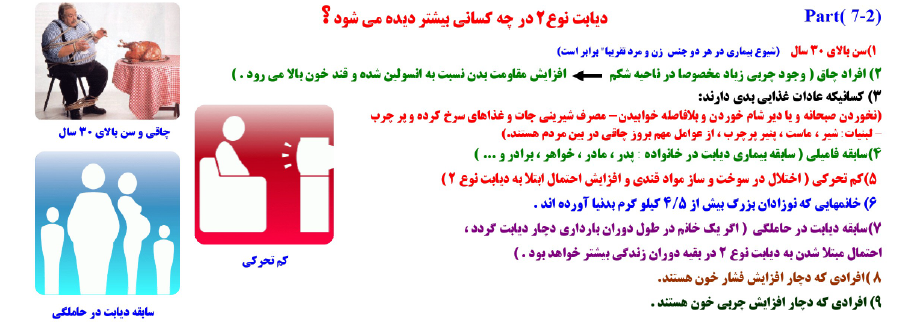 Part( 7-2)
دیابت نوع۲ در چه کسانی بیشتر دیده می شود ؟
۱)سن بالای ۳۰ سال (شیوع بیماری در هر دو جنس زن و مرد تقریبا" برابر است)
۲) افراد چاق ( وجود چربی زیاد مخصوصا در ناحیه شکم ← افزایش مقاومت بدن نسبت به انسولین شده و قند خون بالا می رود . )
۳) کسانیکه عادات غذایی بدی دارند:
(نخوردن صبحانه و یا دیر شام خوردن و بلافاصله خوابیدن– مصرف شیرینی جات و غذاهای سرخ کرده و پر چرب
– لبنیات: شیر ، ماست ، پنیر پرچرب ، از عوامل مهم بروز چاقی در بین مردم هستند.)
۴)سابقه فامیلی ( سابقه بیماری دیابت در خانواده : پدر ، مادر ، خواهر ، برادر و ... )
۵)کم تحرکی ( اختلال در سوخت و ساز مواد قندی و افزایش احتمال ابتلا به دیابت نوع ۲ )
۶) خانمهایی که نوزادان بزرگ بیش از ۴/۵ کیلو گرم بدنیا آورده اند .
۷)سابقه دیابت در حاملگی ( اگر یک خانم در طول دوران بارداری دچار دیابت گردد ،
احتمال مبتلا شدن به دیابت نوع ۲ در بقیه دوران زندگی بیشتر خواهد بود . )
۸ )افرادی که دچار افزایش فشار خون هستند.
۹) افرادی که دچار افزایش چربی خون هستند .
چاقی و سن بالای ۳۰ سال
کم تحرکی
سابقه دیابت در حاملگی